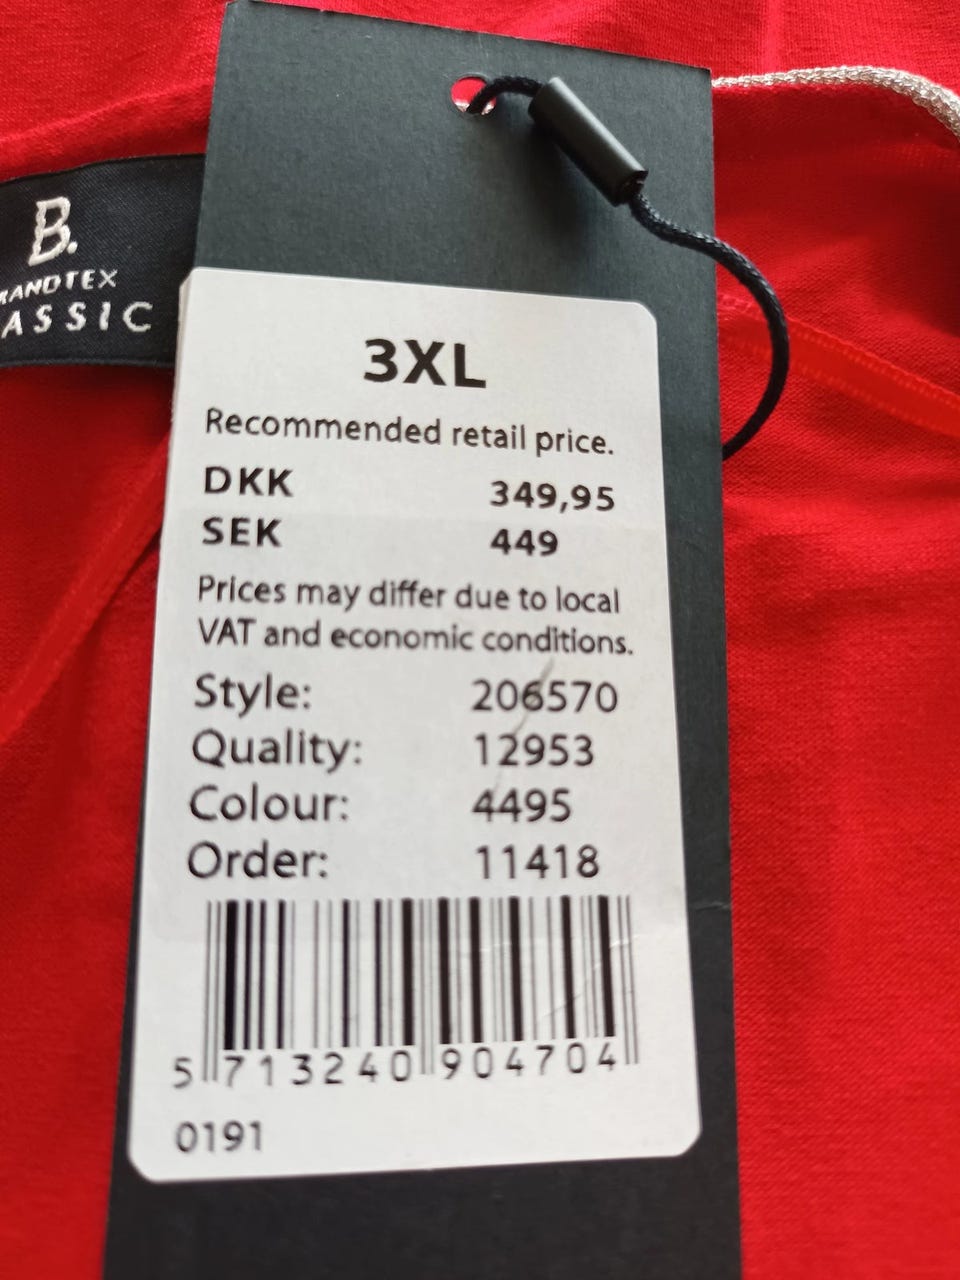 B.
RANDTEX
ASSIC
3XL
Recommended retail price.
DKK 349,95
SEK 449
Prices may differ due to local
VAT and economic conditions.
Style: 206570
Quality: 12953
Colour: 4495
Order: 11418
5 713240 904704
0191